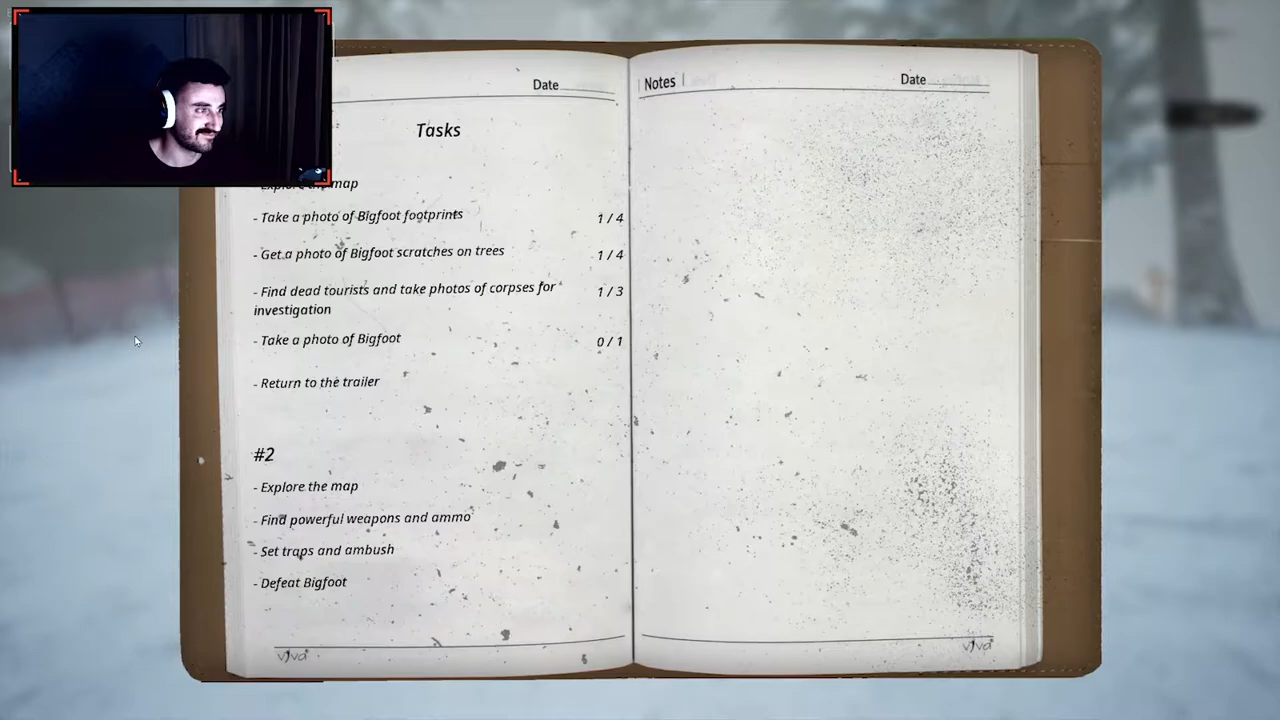 Date
Notes
Date
Tasks
- Explore the map
- Take a photo of Bigfoot footprints 1 / 4
- Get a photo of Bigfoot scratches on trees 1 / 4
- Find dead tourists and take photos of corpses for 1 / 3
investigation
- Take a photo of Bigfoot 0 / 1
- Return to the trailer
#2
- Explore the map
- Find powerful weapons and ammo
- Set traps and ambush
- Defeat Bigfoot